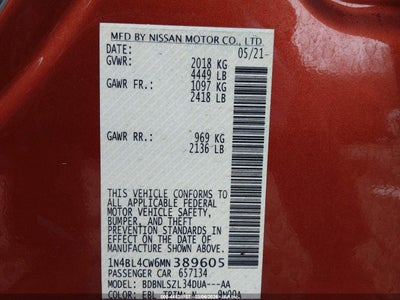 MFD BY NISSAN MOTOR CO., LTD
DATE: 05/21
GVWR: 2018 KG
4449 LB
GAWR FR.: 1097 KG
2418 LB
GAWR RR.: 969 KG
2136 LB
THIS VEHICLE CONFORMS TO
ALL APPLICABLE FEDERAL
MOTOR VEHICLE SAFETY,
BUMPER, AND THEFT
PREVENTION STANDARDS IN
EFFECT ON THE DATE OF
MANUFACTURE SHOWN ABOVE.
1N4BL4CW6MN389605
PASSENGER CAR 657134
MODEL: BDBNLSZL34DUA---AA
COLOR: EBL TRIM: